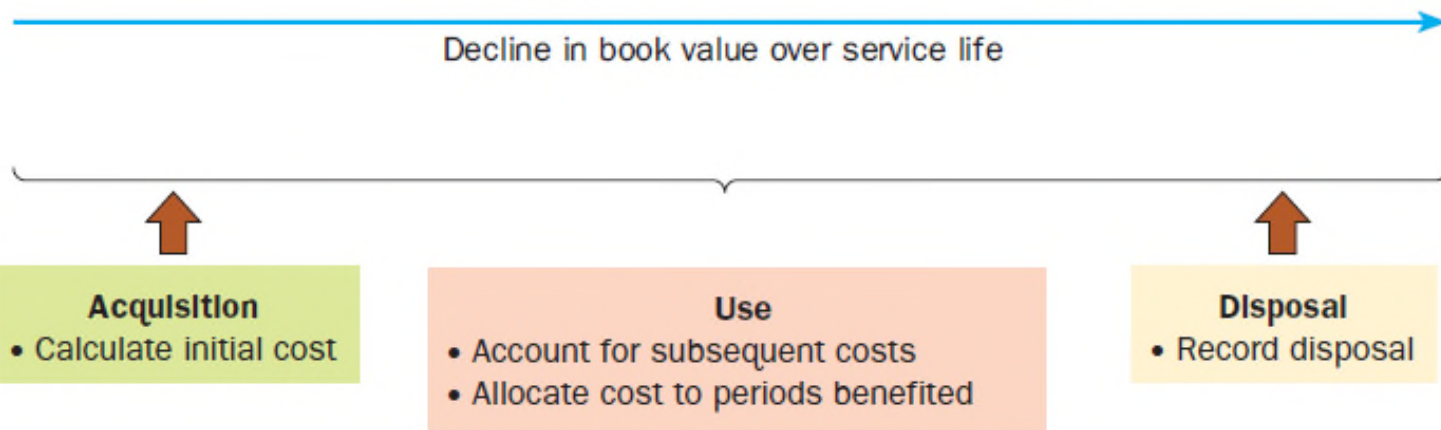 Decline in book value over service life
Acquisition
• Calculate initial cost
Use
• Account for subsequent costs
• Allocate cost to periods benefited
Disposal
• Record disposal